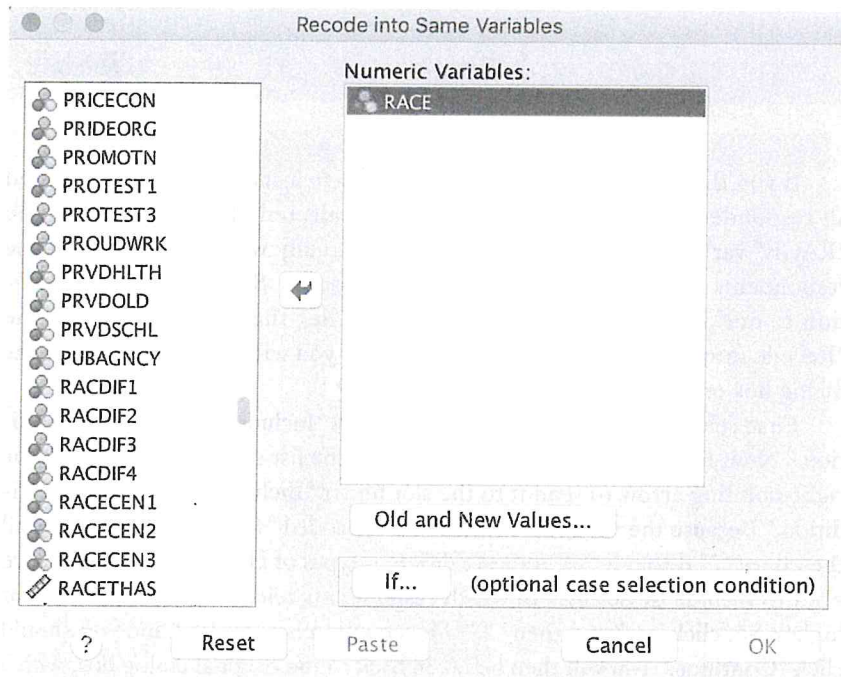 Recode into Same Variables
Numeric Variables:
PRICECON
PRIDEORG
PROMOTN
PROTEST1
PROTEST3
PROUDWRK
PRVDHLTH
PRVDOLD
PRVDSCHL
PUBAGNCY
RACDIF1
RACDIF2
RACDIF3
RACDIF4
RACECEN1
RACECEN2
RACECEN3
RACETHAS
RACE
Old and New Values...
If... (optional case selection condition)
? Reset Paste Cancel OK